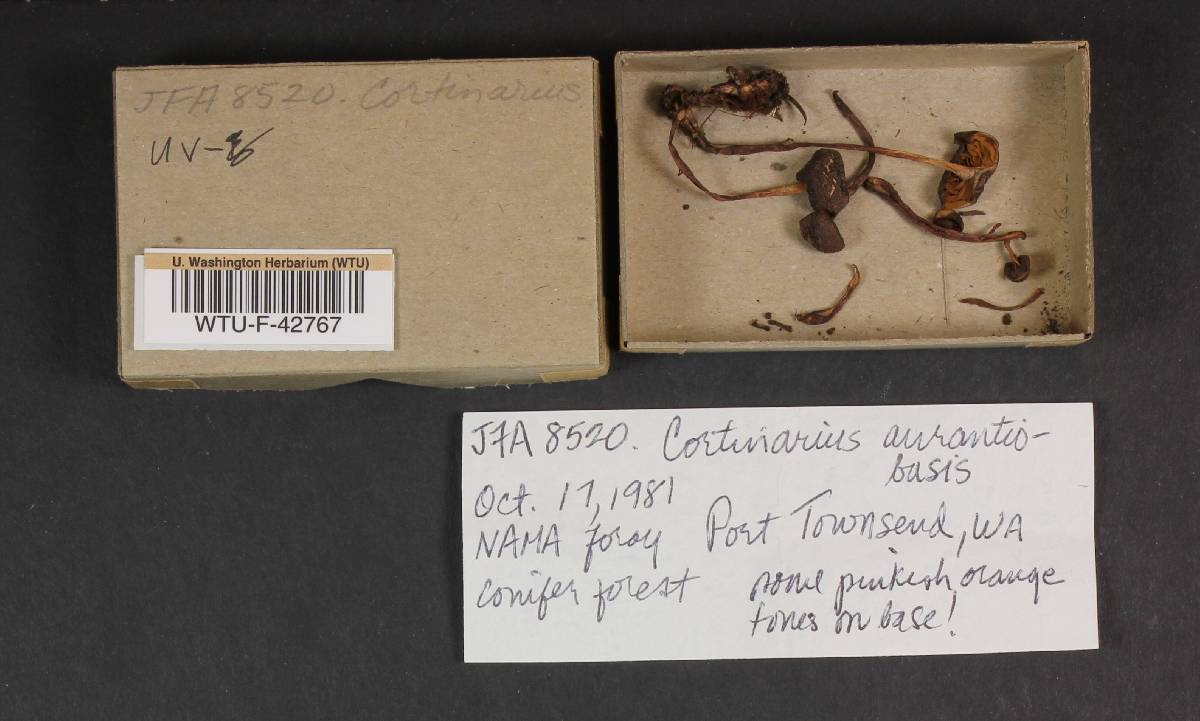 JFA 8520. Cortinarius
UV-
U. Washington Herbarium (WTU)
WTU-F-42767
JFA 8520. Cortinarius aurantio-
basis
Oct. 17, 1981
NAMA foray Port Townsend, WA
conifer forest some pinkish orange
tones on base!